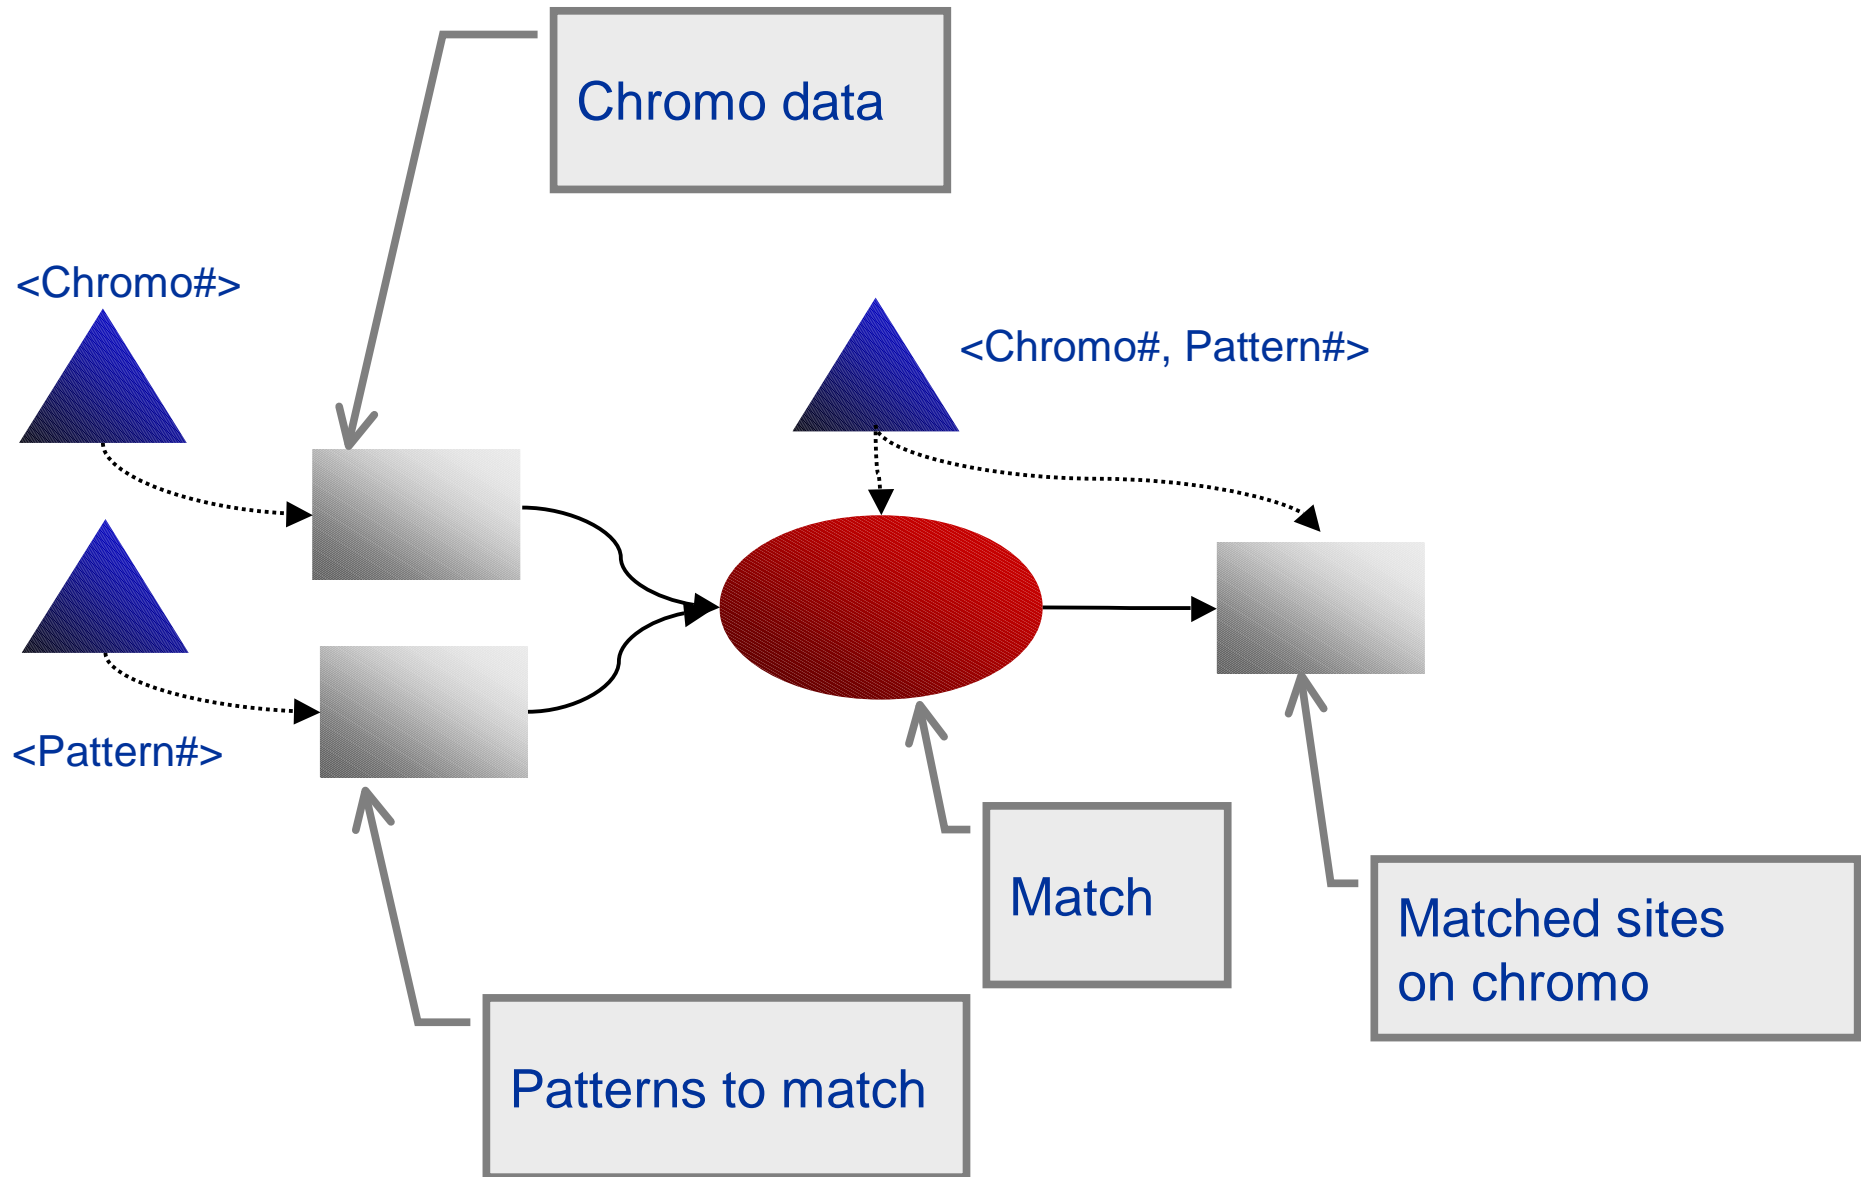 Chromo data
<Chromo#>
<Chromo#, Pattern#>
<Pattern#>
Match
Matched sites
on chromo
Patterns to match